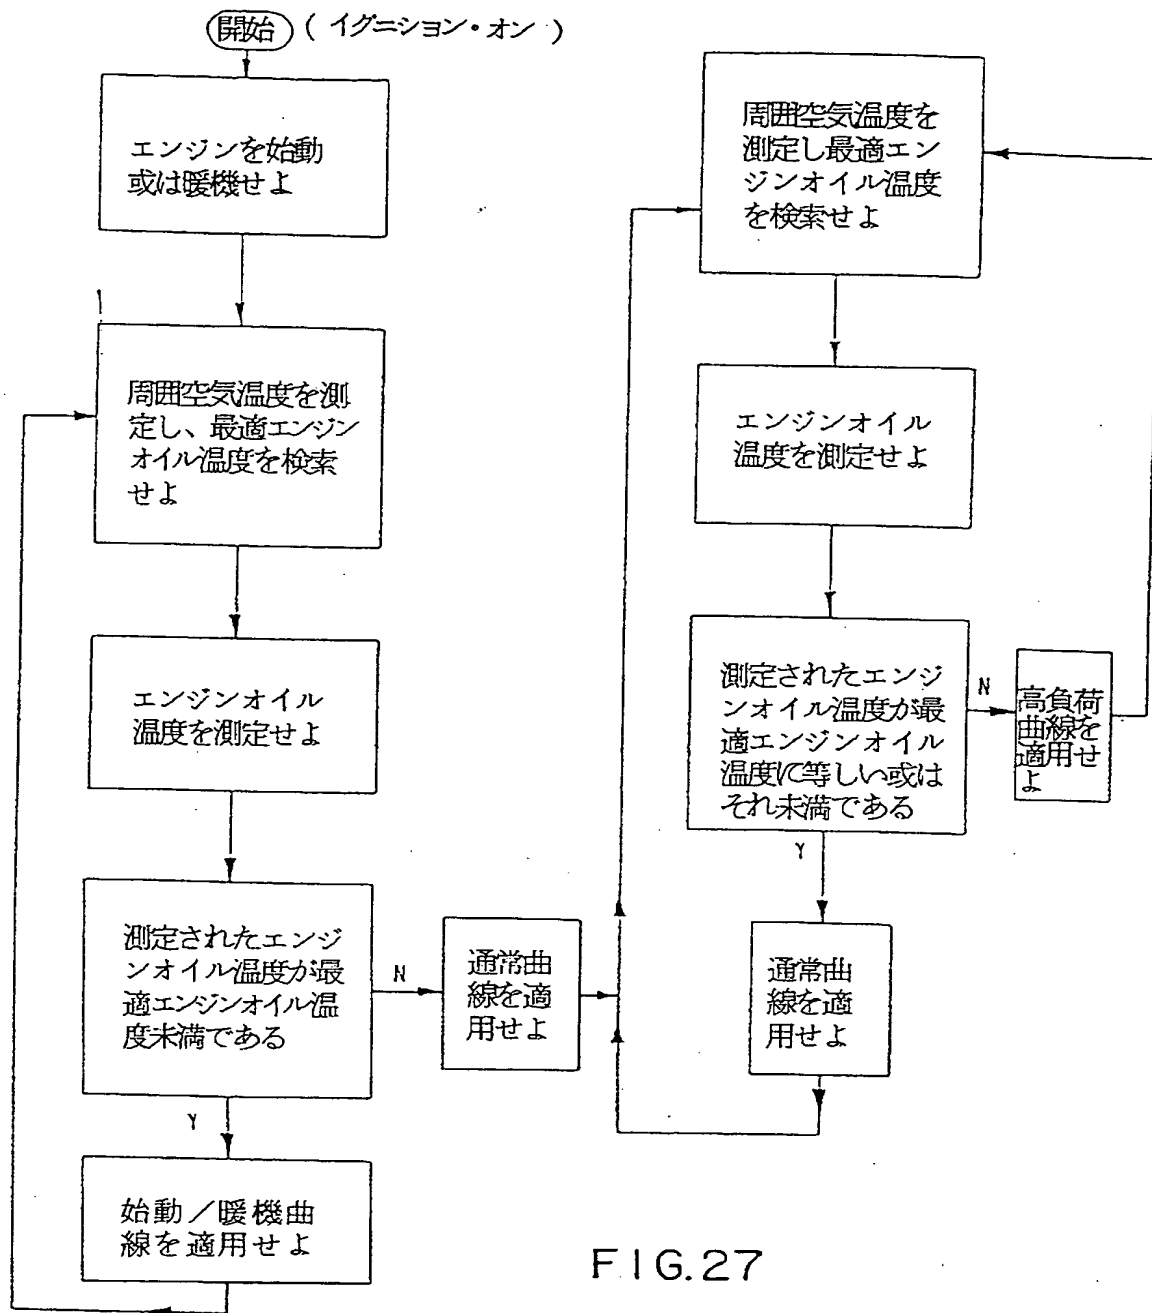 開始 ( イグニション・オン )
エンジンを始動
或は暖機せよ
周囲空気温度を測
定し、最適エンジン
オイル温度を検索
せよ
エンジンオイル
温度を測定せよ
測定されたエンジ
ンオイル温度が最
適エンジンオイル温
度未満である
N
Y
通常曲
線を適
用せよ
始動/暖機曲
線を適用せよ
周囲空気温度を
測定し最適エン
ジンオイル温度
を検索せよ
エンジンオイル
温度を測定せよ
測定されたエンジ
ンオイル温度が最
適エンジンオイル
温度に等しい或は
それ未満である
N
Y
高負荷
曲線を
適用せ
よ
通常曲
線を適
用せよ
FIG.27